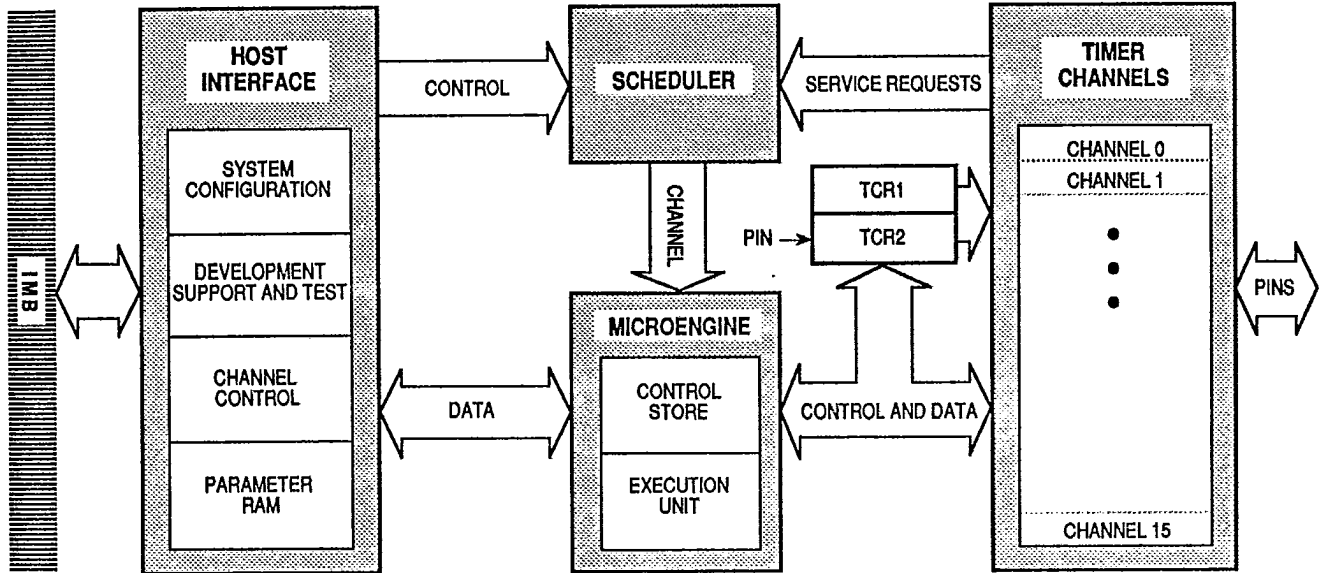 IMB
HOST
INTERFACE
SYSTEM
CONFIGURATION
DEVELOPMENT
SUPPORT AND TEST
CHANNEL
CONTROL
PARAMETER
RAM
CONTROL
DATA
SCHEDULER
CHANNEL
MICROENGINE
CONTROL
STORE
EXECUTION
UNIT
SERVICE REQUESTS
TCR1
PIN
TCR2
CONTROL AND DATA
TIMER
CHANNELS
CHANNEL 0
CHANNEL 1
CHANNEL 15
PINS